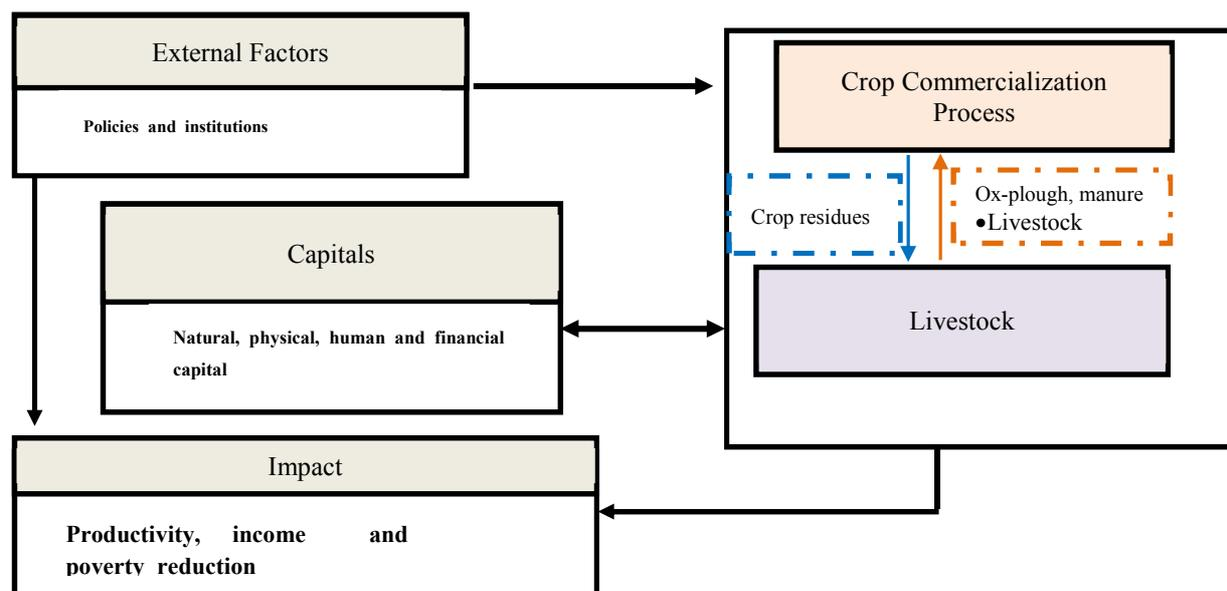 External Factors
Policies and institutions
Crop Commercialization
Process
Crop residues
Ox-plough, manure
•Livestock
Livestock
Capitals
Natural, physical, human and financial
capital
Impact
Productivity, income and
poverty reduction